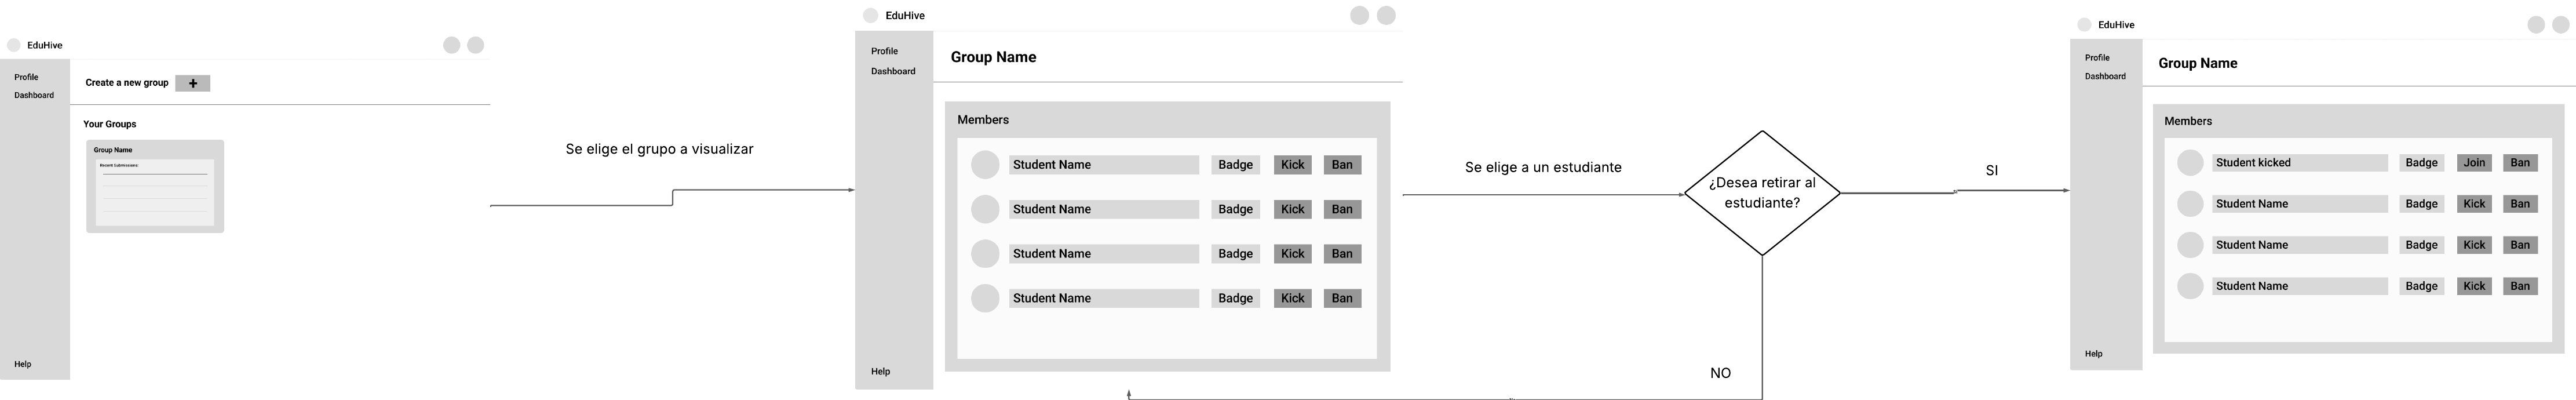 EduHive
Profile
Dashboard
Create a new group +
Your Groups
Group Name
Recent Submissions
Help
Se elige el grupo a visualizar
EduHive
Profile
Dashboard
Group Name
Members
Student Name Badge Kick Ban
Student Name Badge Kick Ban
Student Name Badge Kick Ban
Student Name Badge Kick Ban
Help
Se elige a un estudiante
¿Desea retirar al
estudiante?
SI
NO
EduHive
Profile
Dashboard
Group Name
Members
Student kicked Badge Join Ban
Student Name Badge Kick Ban
Student Name Badge Kick Ban
Student Name Badge Kick Ban
Help